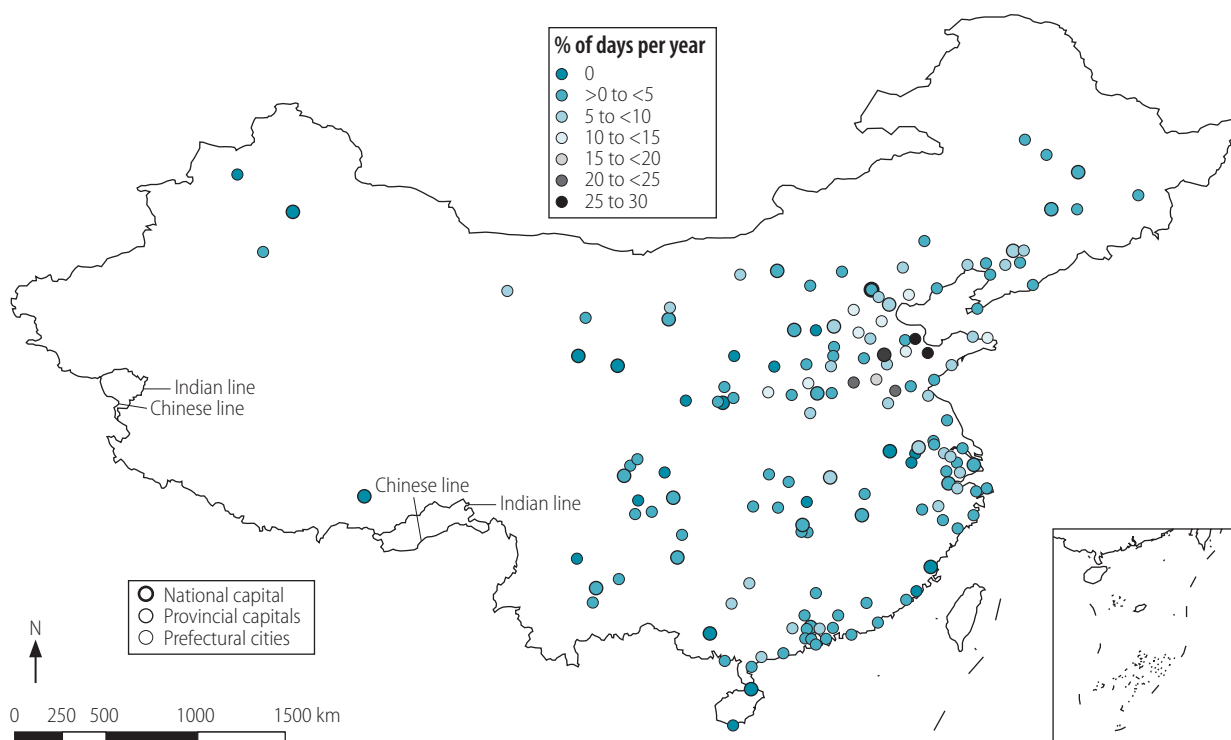 % of days per year
0
>0 to <5
5 to <10
10 to <15
15 to <20
20 to <25
25 to 30
Indian line
Chinese line
Chinese line
Indian line
National capital
Provincial capitals
Prefectural cities
N
0 250 500 1000 1500 km